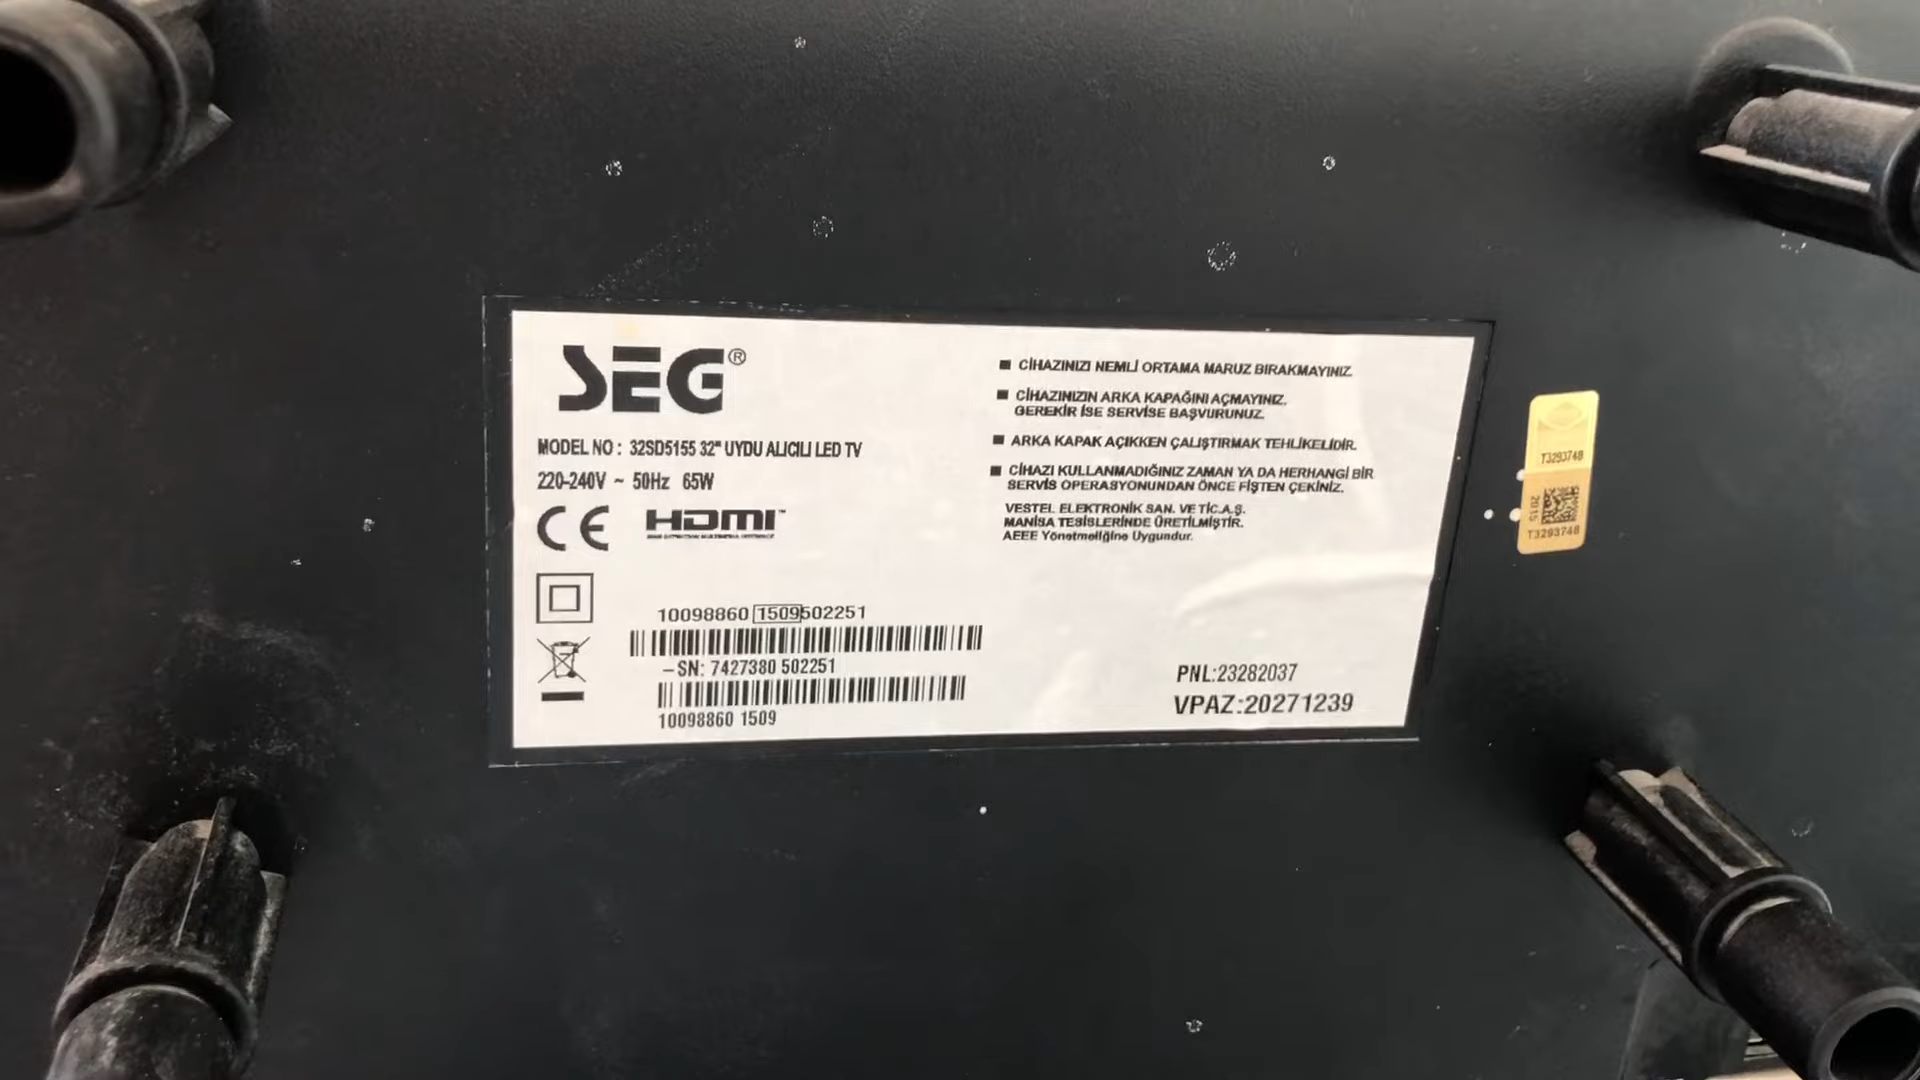 SEG®
MODEL NO : 32SD5155 32" UYDU ALICILI LED TV
220-240V ~ 50Hz 65W
CE HDMI™
10098860 1509502251
-SN: 7427380 502251
10098860 1509
■ CİHAZINIZI NEMLİ ORTAMA MARUZ BIRAKMAYINIZ.
■ CİHAZINIZIN ARKA KAPAĞINI AÇMAYINIZ.
GEREKİR İSE SERVİSE BAŞVURUNUZ.
■ ARKA KAPAK AÇIKKEN ÇALIŞTIRMAK TEHLİKELİDİR.
■ CİHAZI KULLANMADIĞINIZ ZAMAN YA DA HERHANGİ BİR
SERVİS OPERASYONUNDAN ÖNCE FİŞTEN ÇEKİNİZ.
VESTEL ELEKTRONİK SAN. VE TİC.A.Ş.
MANİSA TESİSLERİNDE ÜRETİLMİŞTİR.
AEEE Yönetmeliğine Uygundur.
PNL:23282037
VPAZ:20271239
T3293748
2015
T3293748